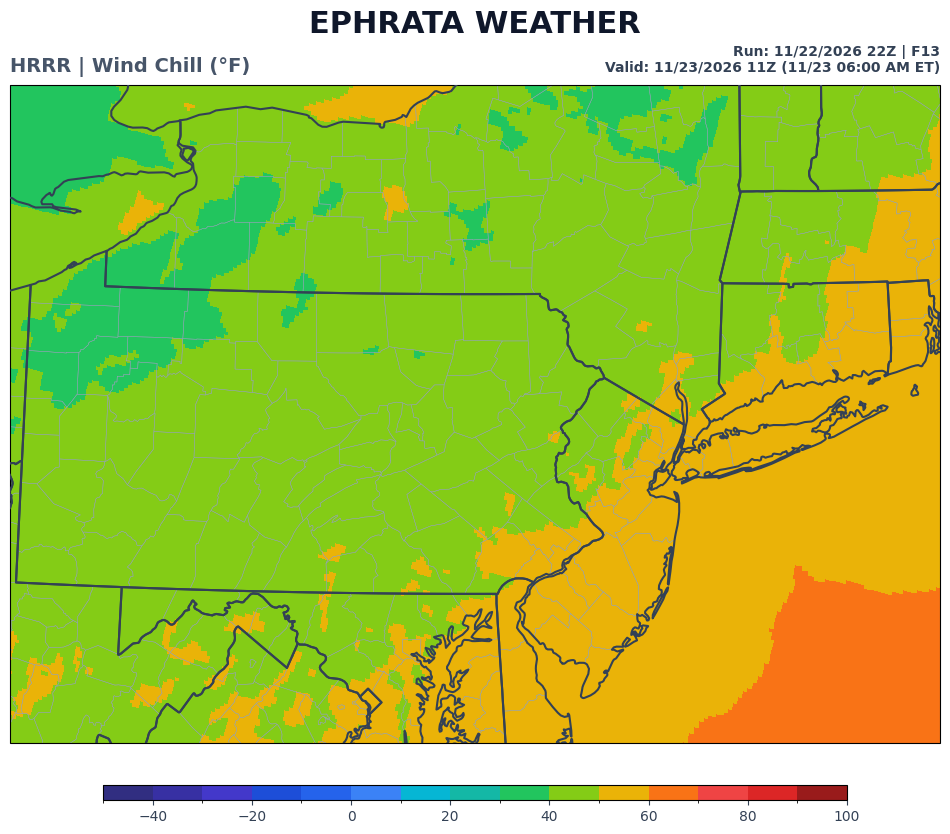 EPHRATA WEATHER
HRRR | Wind Chill (°F)
Run: 11/22/2026 22Z | F13
Valid: 11/23/2026 11Z (11/23 06:00 AM ET)
−40 −20 0 20 40 60 80 100